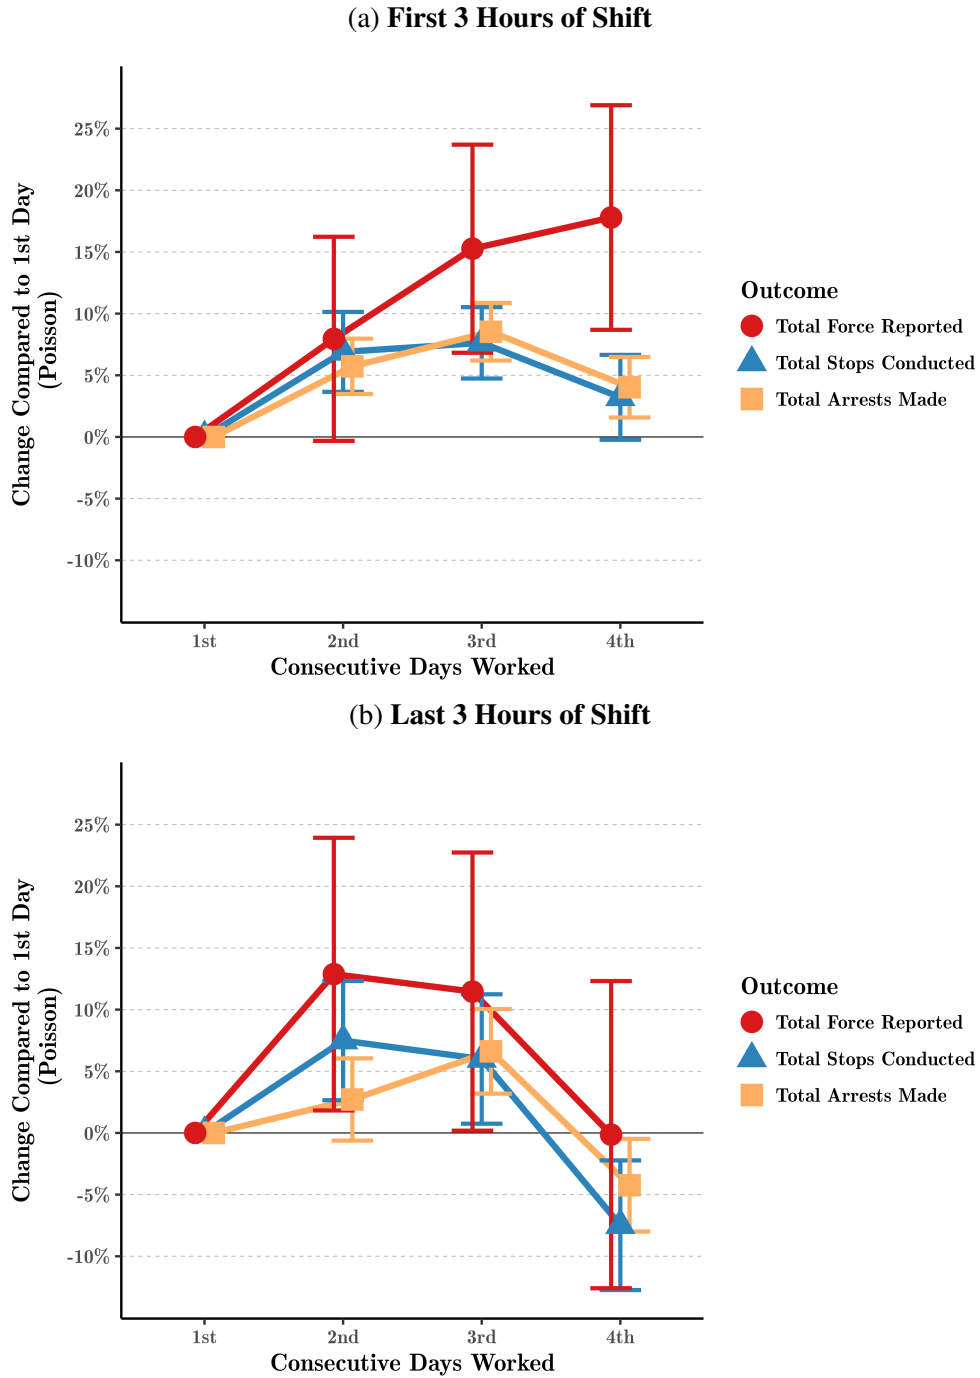 (a) First 3 Hours of Shift
Change Compared to 1st Day
(Poisson)
25%
20%
15%
10%
5%
0%
-5%
-10%
1st 2nd 3rd 4th
Consecutive Days Worked
Outcome
Total Force Reported
Total Stops Conducted
Total Arrests Made
(b) Last 3 Hours of Shift
Change Compared to 1st Day
(Poisson)
25%
20%
15%
10%
5%
0%
-5%
-10%
1st 2nd 3rd 4th
Consecutive Days Worked
Outcome
Total Force Reported
Total Stops Conducted
Total Arrests Made